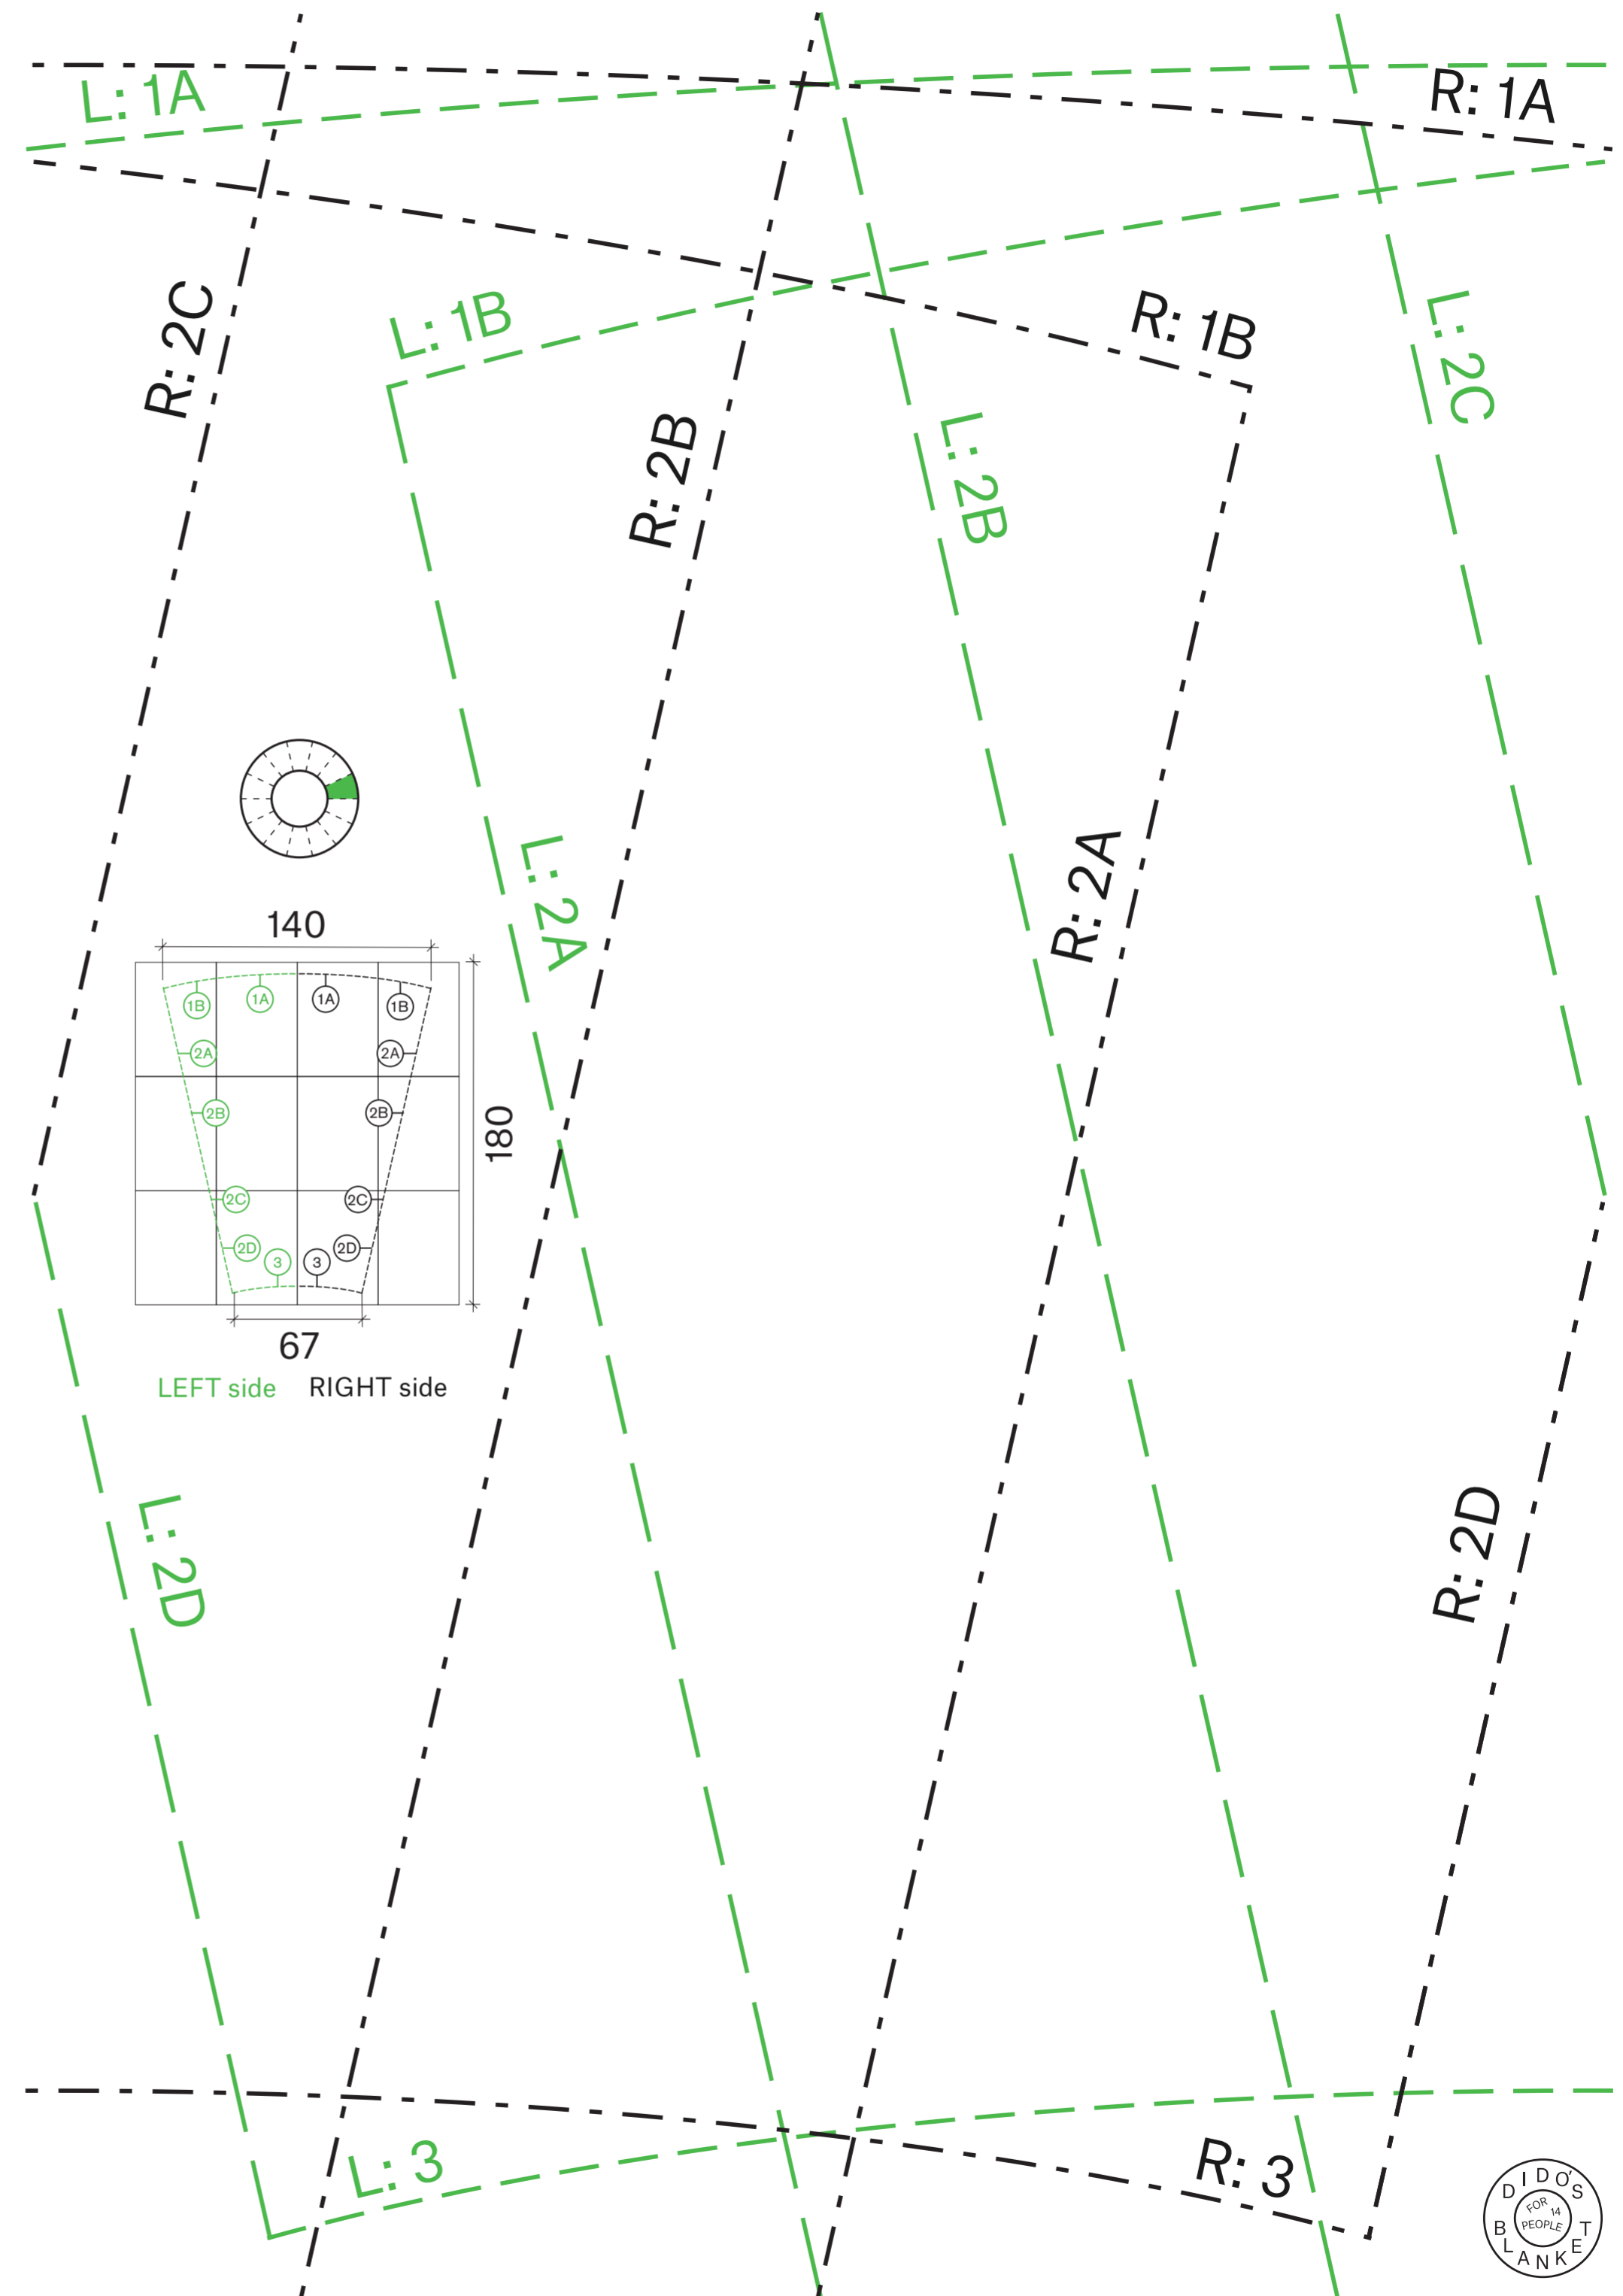 L: 1A
R: 1A
R: 2C
L: 1B
R: 1B
L: 2C
R: 2B
L: 2B
L: 2A
R: 2A
140
1B
1A
1A
1B
2A
2A
2B
2B
180
2C
2C
2D
3
3
2D
67
LEFT side RIGHT side
L: 2D
R: 2D
L: 3
R: 3
DIDO'S
BLANKET
FOR 14
PEOPLE